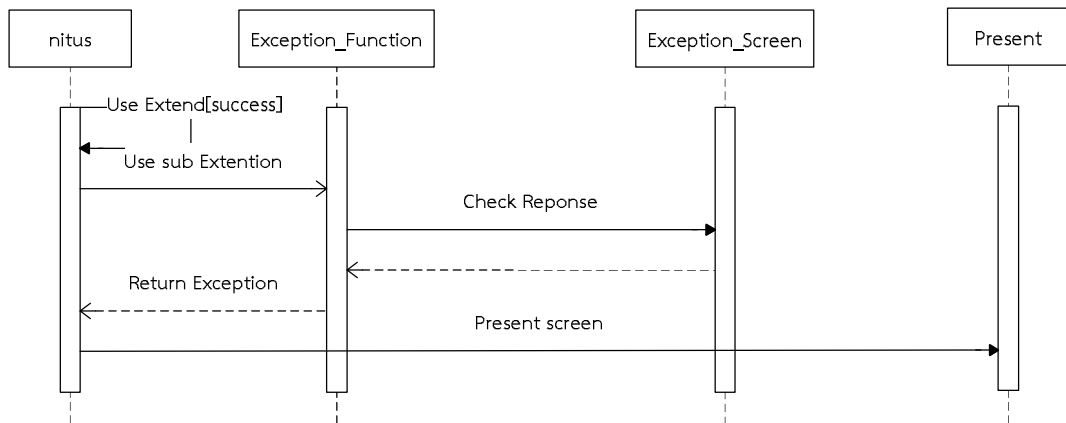 nitus
Exception_Function
Exception_Screen
Present
Use Extend[success]
Use sub Extention
Check Reponse
Return Exception
Present screen